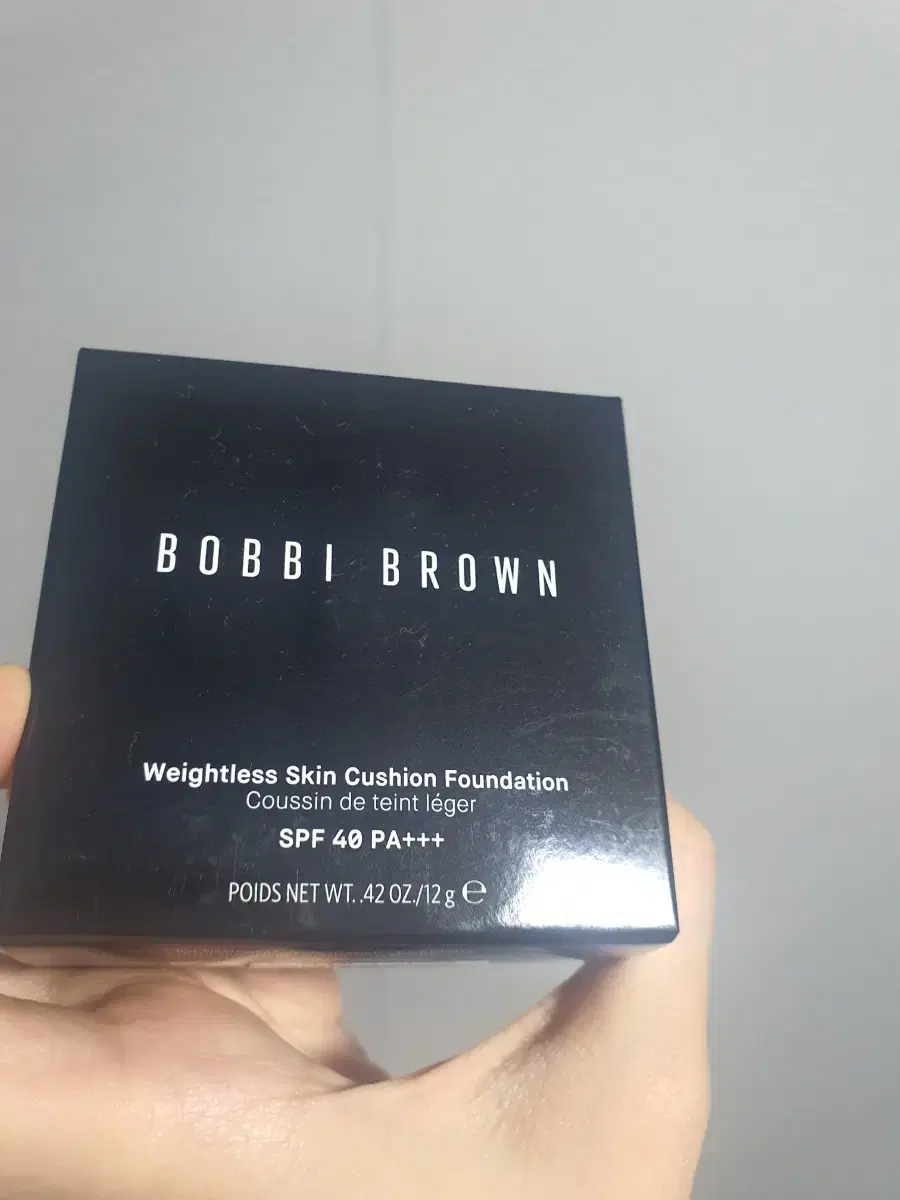 BOBBI BROWN
Weightless Skin Cushion Foundation
Coussin de teint léger
SPF 40 PA+++
POIDS NET WT. .42 OZ./12 g ℮